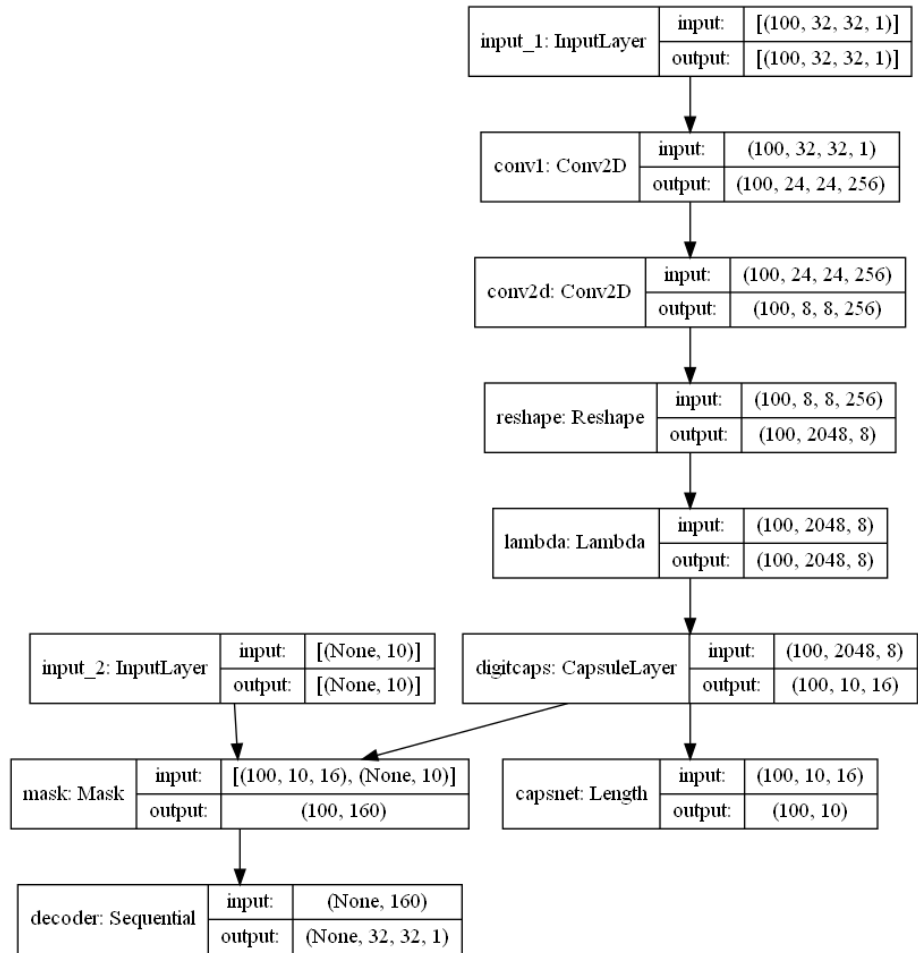 input_1: InputLayer
input: [(100, 32, 32, 1)]
output: [(100, 32, 32, 1)]
conv1: Conv2D
input: (100, 32, 32, 1)
output: (100, 24, 24, 256)
conv2d: Conv2D
input: (100, 24, 24, 256)
output: (100, 8, 8, 256)
reshape: Reshape
input: (100, 8, 8, 256)
output: (100, 2048, 8)
lambda: Lambda
input: (100, 2048, 8)
output: (100, 2048, 8)
input_2: InputLayer
input: [(None, 10)]
output: [(None, 10)]
digitcaps: CapsuleLayer
input: (100, 2048, 8)
output: (100, 10, 16)
mask: Mask
input: [(100, 10, 16), (None, 10)]
output: (100, 160)
capsnet: Length
input: (100, 10, 16)
output: (100, 10)
decoder: Sequential
input: (None, 160)
output: (None, 32, 32, 1)